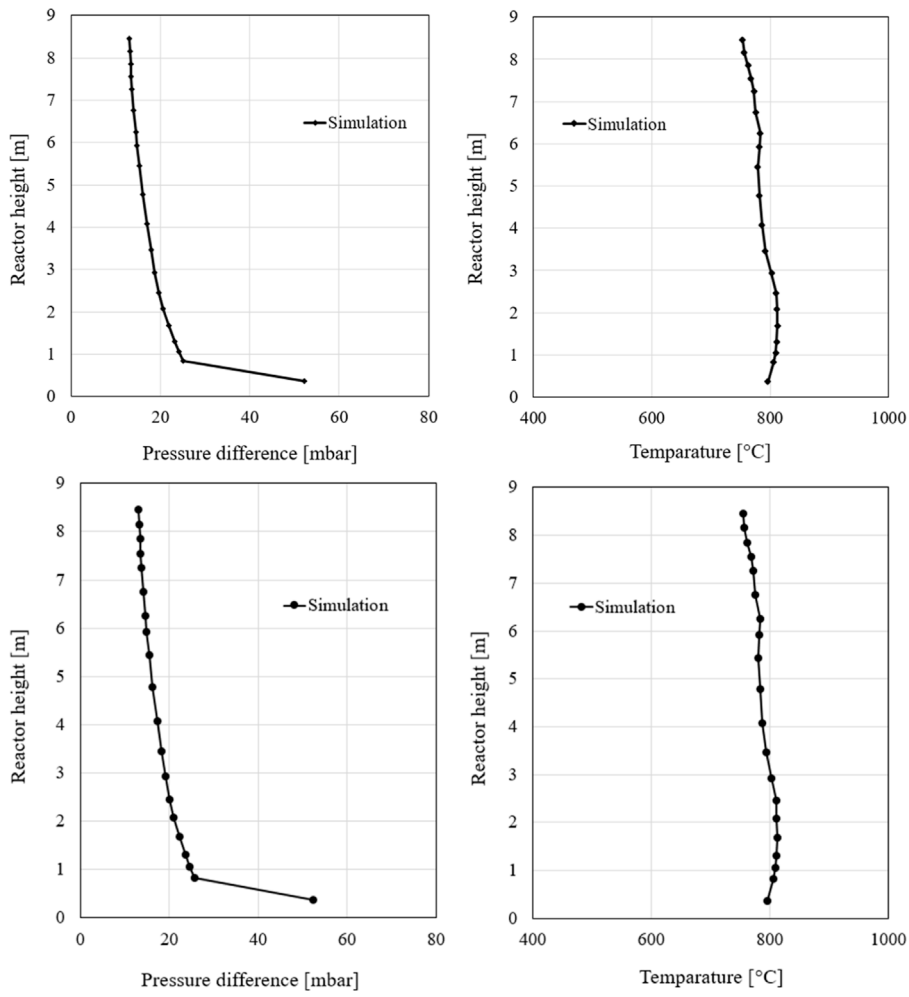 9
8
7
6
5
4
3
2
1
0
Reactor height [m]
Simulation
0 20 40 60 80
Pressure difference [mbar]
9
8
7
6
5
4
3
2
1
0
Reactor height [m]
Simulation
400 600 800 1000
Temparature [°C]
9
8
7
6
5
4
3
2
1
0
Reactor height [m]
Simulation
0 20 40 60 80
Pressure difference [mbar]
9
8
7
6
5
4
3
2
1
0
Reactor height [m]
Simulation
400 600 800 1000
Temparature [°C]